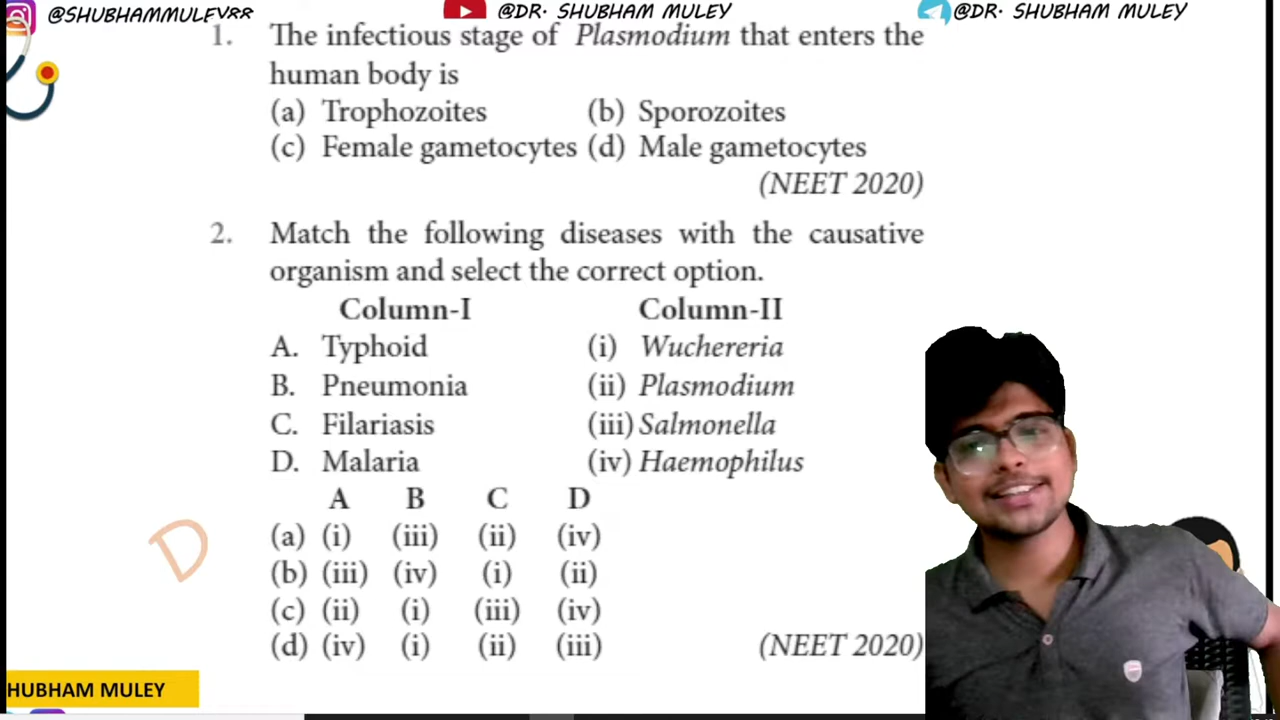 @SHUBHAMMULEY88 @DR. SHUBHAM MULEY @DR. SHUBHAM MULEY
1. The infectious stage of Plasmodium that enters the
human body is
(a) Trophozoites (b) Sporozoites
(c) Female gametocytes (d) Male gametocytes
(NEET 2020)
2. Match the following diseases with the causative
organism and select the correct option.
Column-I Column-II
A. Typhoid (i) Wuchereria
B. Pneumonia (ii) Plasmodium
C. Filariasis (iii) Salmonella
D. Malaria (iv) Haemophilus
A B C D
(a) (i) (iii) (ii) (iv)
(b) (iii) (iv) (i) (ii)
(c) (ii) (i) (iii) (iv)
(d) (iv) (i) (ii) (iii) (NEET 2020)
D
HUBHAM MULEY